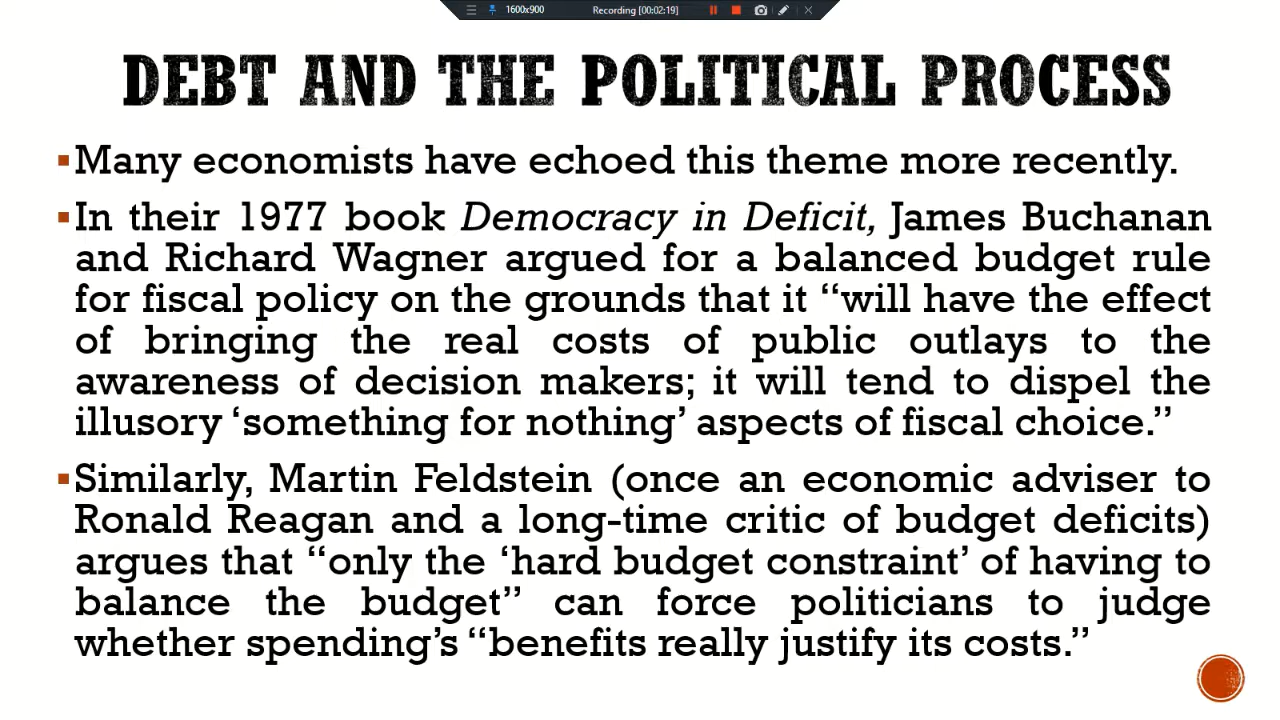 1600x900 Recording [00:02:19]
DEBT AND THE POLITICAL PROCESS
▪Many economists have echoed this theme more recently.
▪In their 1977 book Democracy in Deficit, James Buchanan
and Richard Wagner argued for a balanced budget rule
for fiscal policy on the grounds that it “will have the effect
of bringing the real costs of public outlays to the
awareness of decision makers; it will tend to dispel the
illusory ‘something for nothing’ aspects of fiscal choice.”
▪Similarly, Martin Feldstein (once an economic adviser to
Ronald Reagan and a long-time critic of budget deficits)
argues that “only the ‘hard budget constraint’ of having to
balance the budget” can force politicians to judge
whether spending’s “benefits really justify its costs.”